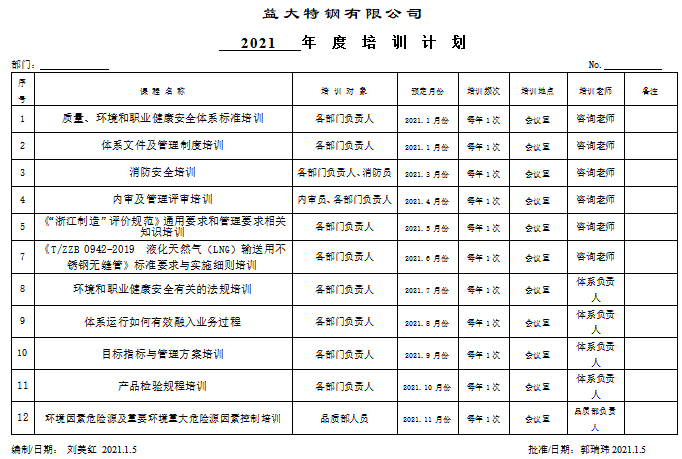 益大特钢有限公司
2021 年 度 培 训 计 划
部门： No.
序号 课 程 名 称 培 训 对 象 预定月份 培训频次 培训地点 培训老师 备注
1 质量、环境和职业健康安全体系标准培训 各部门负责人 2021.1月份 每年1次 会议室 咨询老师
2 体系文件及管理制度培训 各部门负责人 2021.1月份 每年1次 会议室 咨询老师
3 消防安全培训 各部门负责人、消防员 2021.3月份 每年1次 会议室 咨询老师
4 内审及管理评审培训 内审员、各部门负责人 2021.4月份 每年1次 会议室 咨询老师
5 《“浙江制造”评价规范》通用要求和管理要求相关知识培训 各部门负责人 2021.5月份 每年1次 会议室 咨询老师
7 《T/ZZB 0942-2019 液化天然气（LNG）输送用不锈钢无缝管》标准要求与实施细则培训 各部门负责人 2021.6月份 每年1次 会议室 咨询老师
8 环境和职业健康安全有关的法规培训 各部门负责人 2021.7月份 每年1次 会议室 体系负责人
9 体系运行如何有效融入业务过程 各部门负责人 2021.8月份 每年1次 会议室 体系负责人
10 目标指标与管理方案培训 各部门负责人 2021.9月份 每年1次 会议室 体系负责人
11 产品检验规程培训 各部门负责人 2021.10月份 每年1次 会议室 体系负责人
12 环境因素危险源及重要环境重大危险源因素控制培训 品质部人员 2021.11月份 每年1次 会议室 品质部负责人
编制/日期： 刘美红 2021.1.5 批准/日期：郭瑞玮 2021.1.5